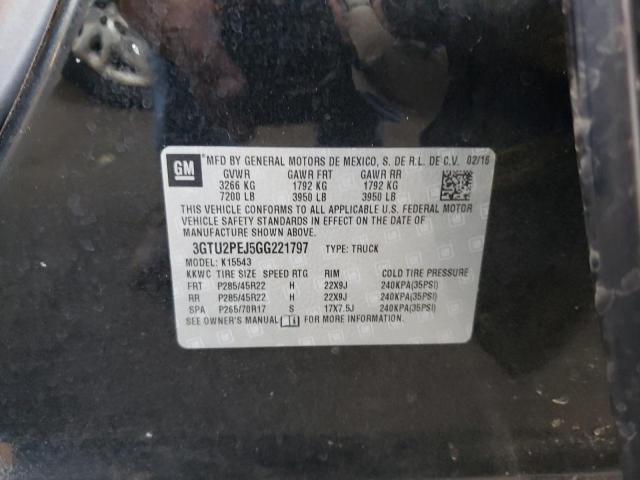 GM
MFD BY GENERAL MOTORS DE MEXICO, S. DE R.L. DE C.V. 02/16
GVWR GAWR FRT GAWR RR
3266 KG 1792 KG 1792 KG
7200 LB 3950 LB 3950 LB
THIS VEHICLE CONFORMS TO ALL APPLICABLE U.S. FEDERAL MOTOR
VEHICLE SAFETY STANDARDS IN EFFECT ON THE DATE OF
MANUFACTURE SHOWN ABOVE.
3GTU2PEJ5GG221797 TYPE: TRUCK
MODEL: K15543
KKWC TIRE SIZE SPEED RTG RIM COLD TIRE PRESSURE
FRT P285/45R22 H 22X9J 240KPA(35PSI)
RR P285/45R22 H 22X9J 240KPA(35PSI)
SPA P265/70R17 S 17X7.5J 240KPA(35PSI)
SEE OWNER'S MANUAL FOR MORE INFORMATION.